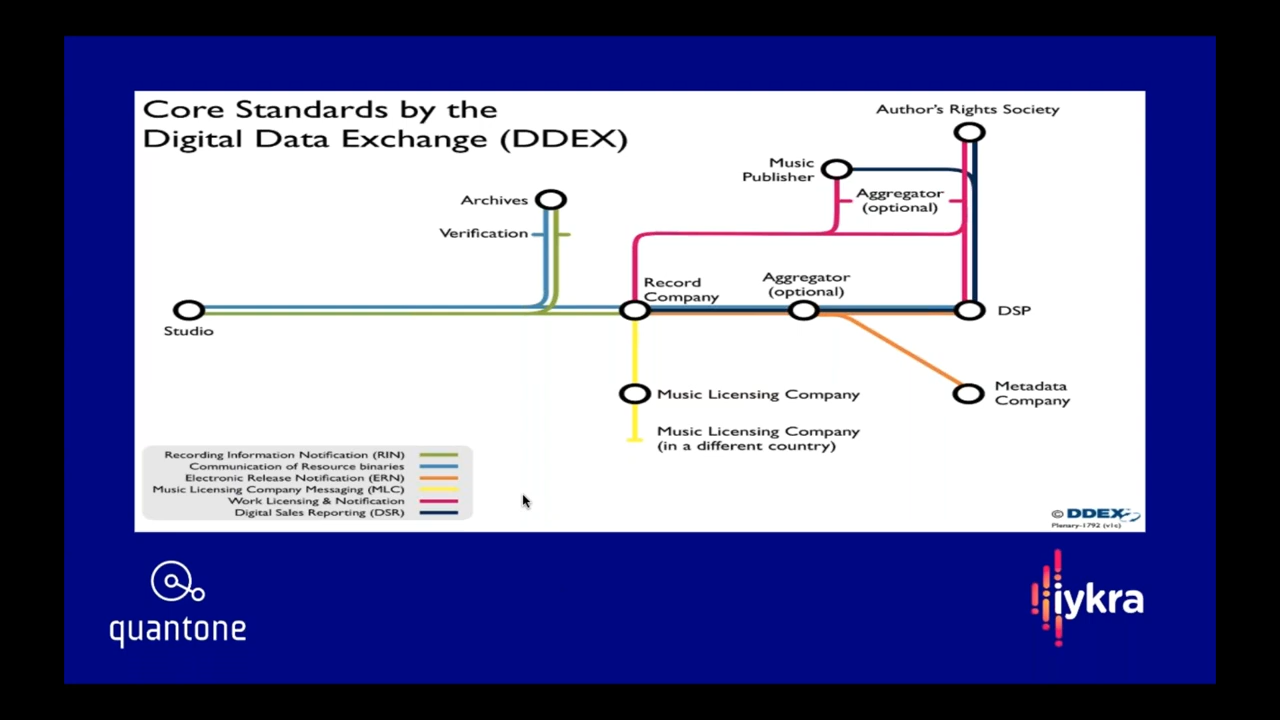 Core Standards by the
Digital Data Exchange (DDEX)
Author's Rights Society
Music
Publisher
Aggregator
(optional)
Archives
Verification
Record
Company
Aggregator
(optional)
Studio
DSP
Music Licensing Company
Metadata
Company
Music Licensing Company
(in a different country)
Recording Information Notification (RIN)
Communication of Resource binaries
Electronic Release Notification (ERN)
Music Licensing Company Messaging (MLC)
Work Licensing & Notification
Digital Sales Reporting (DSR)
© DDEX
Plenary-1792 (v1c)
quantone
iykra